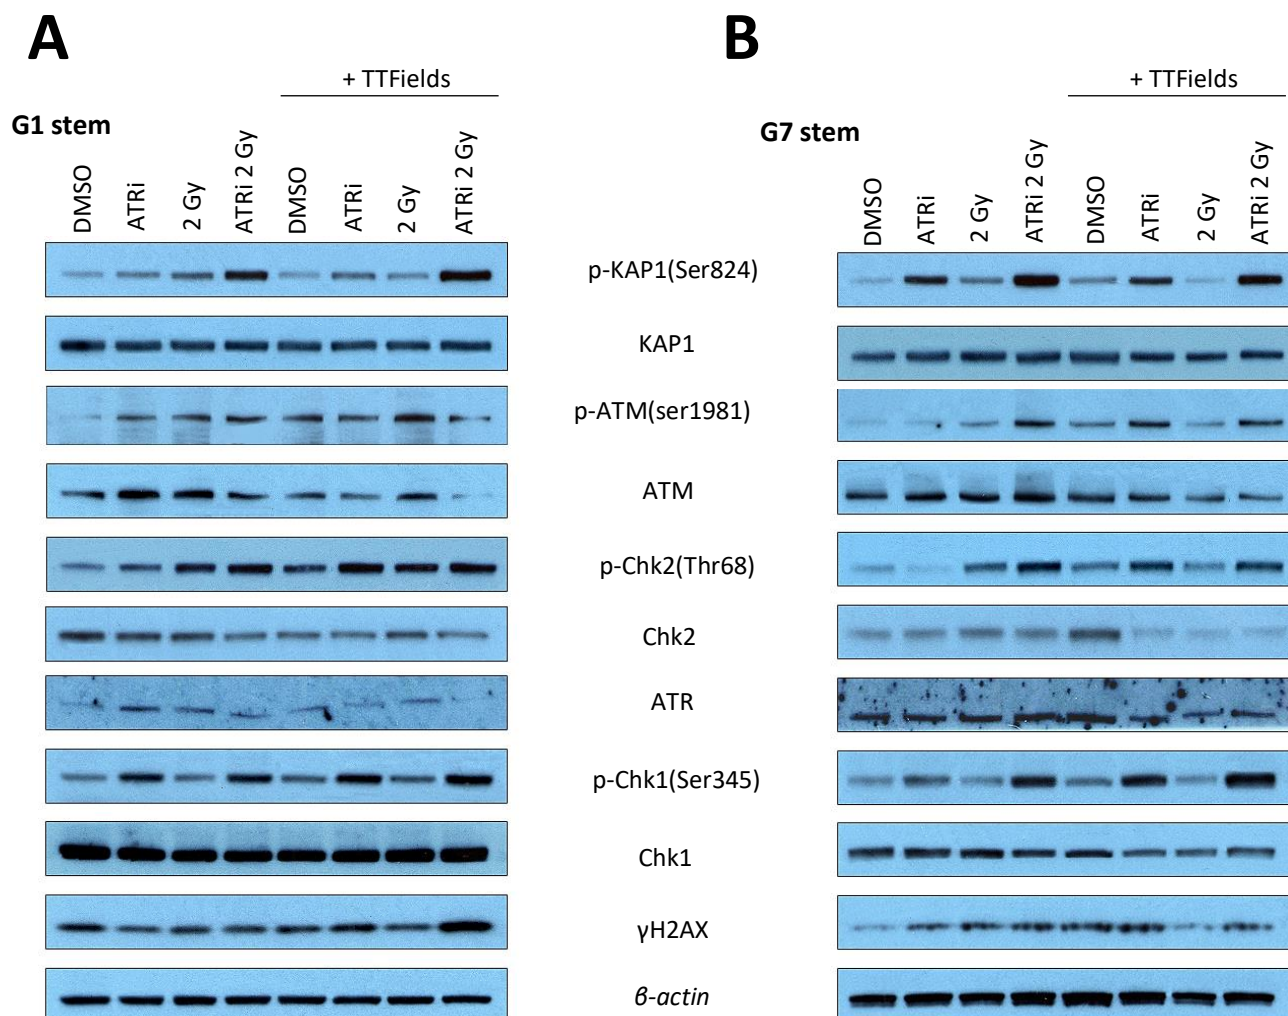 A
B
+ TTFields
+ TTFields
G1 stem
G7 stem
DMSO
ATRi
2 Gy
ATRi 2 Gy
DMSO
ATRi
2 Gy
ATRi 2 Gy
DMSO
ATRi
2 Gy
ATRi 2 Gy
DMSO
ATRi
2 Gy
ATRi 2 Gy
p-KAP1(Ser824)
KAP1
p-ATM(ser1981)
ATM
p-Chk2(Thr68)
Chk2
ATR
p-Chk1(Ser345)
Chk1
γH2AX
β-actin